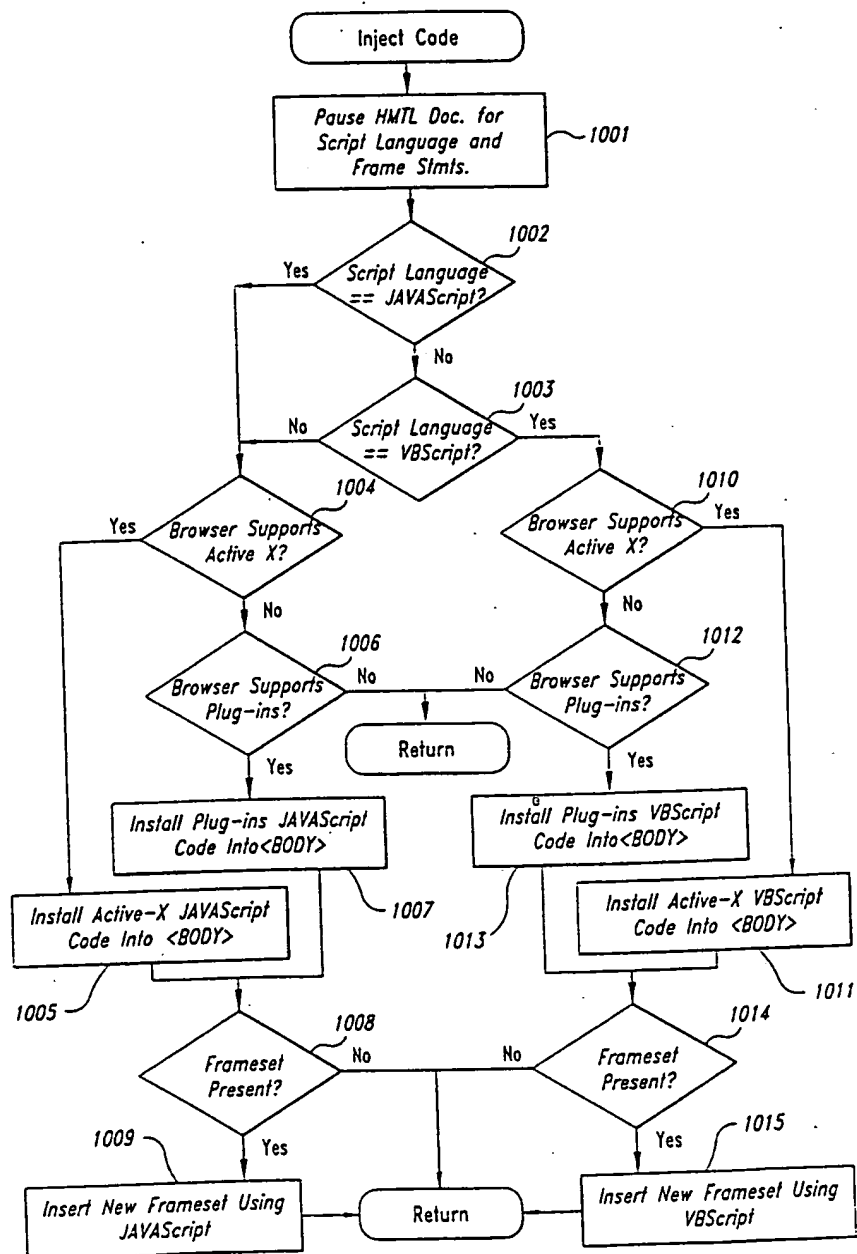 Inject Code
Pause HMTL Doc. for
Script Language and
Frame Stmts.
1001
1002
Yes
Script Language
== JAVAScript?
No
1003
No
Script Language
== VBScript?
Yes
1004
1010
Yes
Browser Supports
Active X?
Browser Supports
Active X?
Yes
No
No
1006
1012
Browser Supports
Plug-ins?
No
No
Browser Supports
Plug-ins?
Return
Yes
Yes
Install Plug-ins JAVAScript
Code Into<BODY>
Install Plug-ins VBScript
Code Into<BODY>
1007
1013
Install Active-X JAVAScript
Code Into <BODY>
Install Active-X VBScript
Code Into <BODY>
1005
1011
1008
1014
Frameset
Present?
No
No
Frameset
Present?
1009
Yes
Yes
1015
Insert New Frameset Using
JAVAScript
Return
Insert New Frameset Using
VBScript